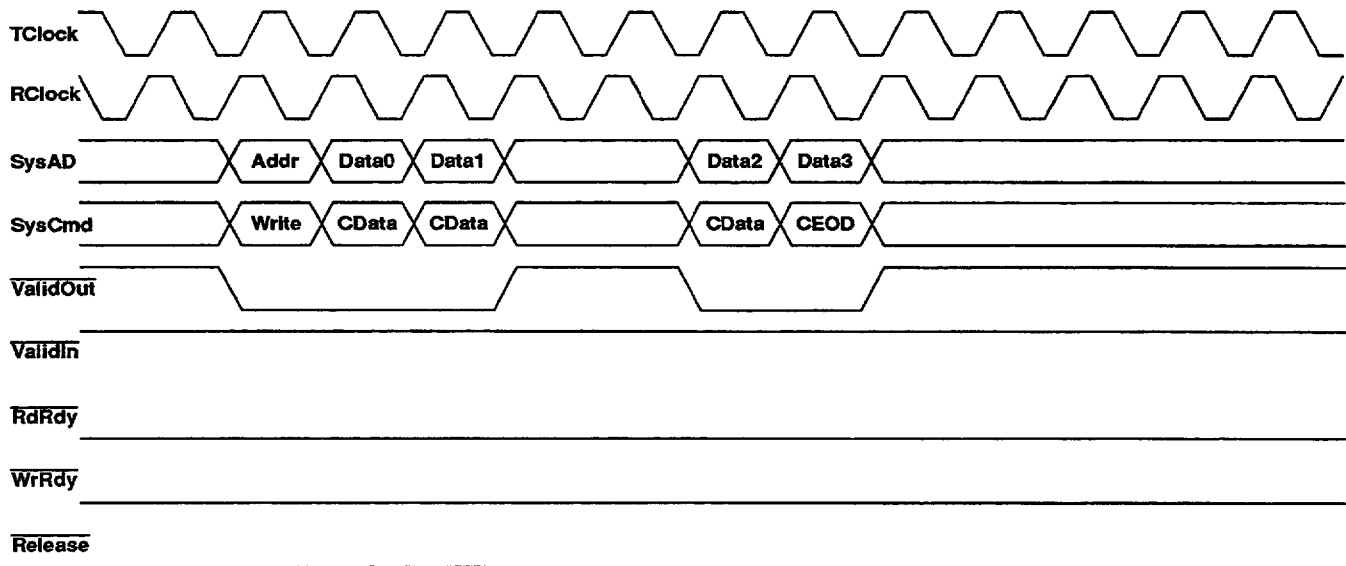 TClock
RClock
SysAD Addr Data0 Data1 Data2 Data3
SysCmd Write CData CData CData CEOD
ValidOut
ValidIn
RdRdy
WrRdy
Release